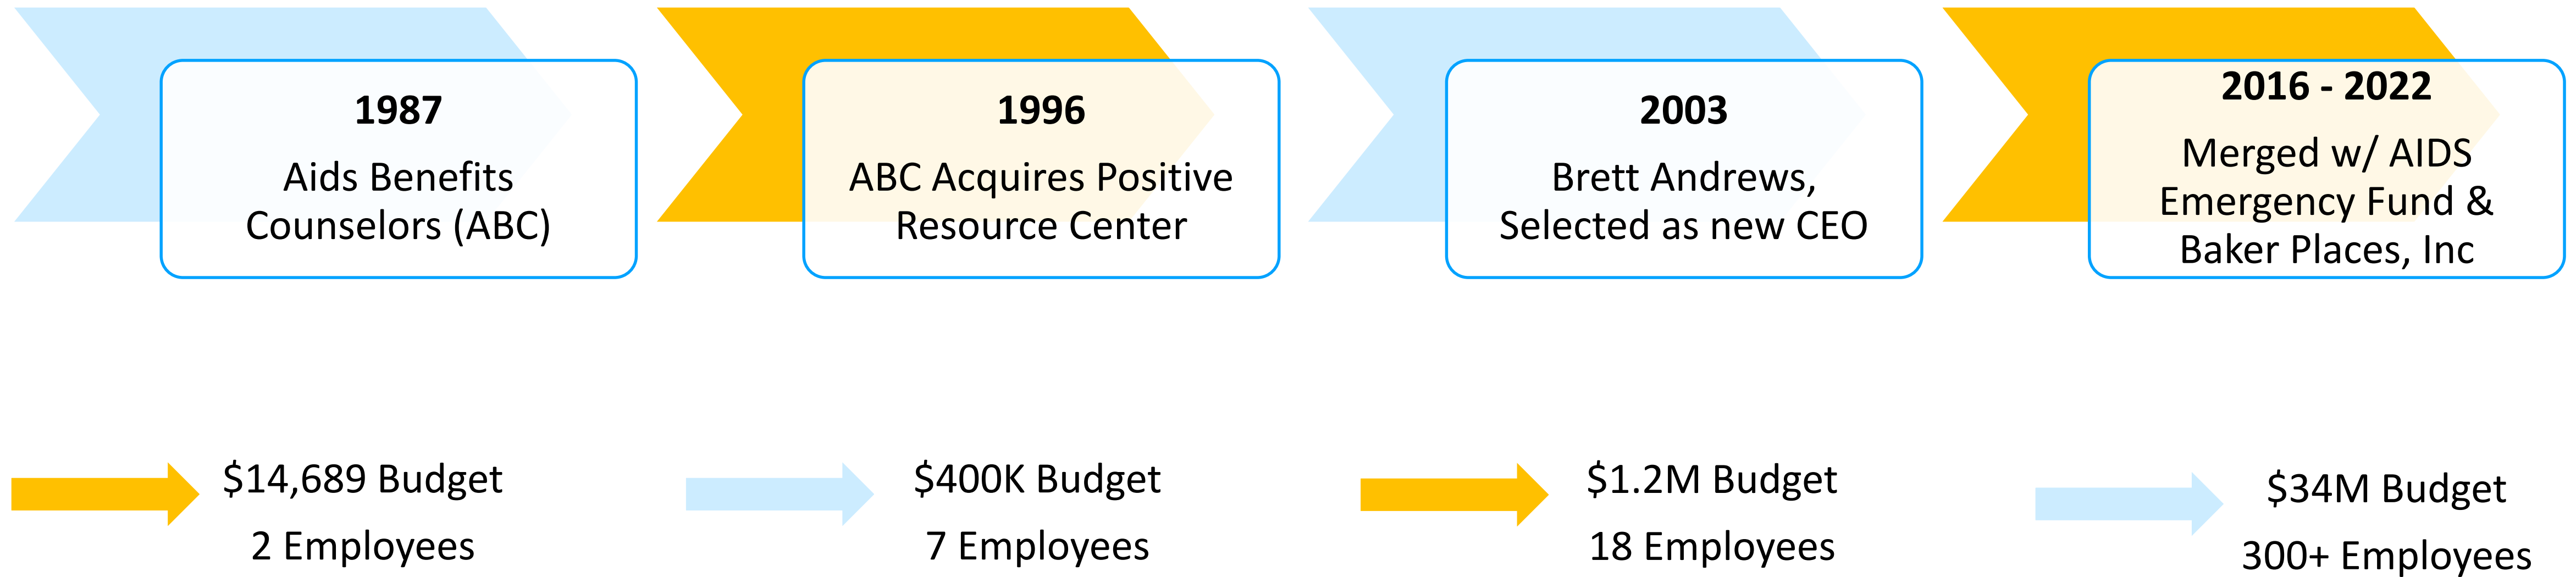 1987
Aids Benefits
Counselors (ABC)
1996
ABC Acquires Positive
Resource Center
2003
Brett Andrews,
Selected as new CEO
2016 - 2022
Merged w/ AIDS
Emergency Fund &
Baker Places, Inc
$14,689 Budget
2 Employees
$400K Budget
7 Employees
$1.2M Budget
18 Employees
$34M Budget
300+ Employees